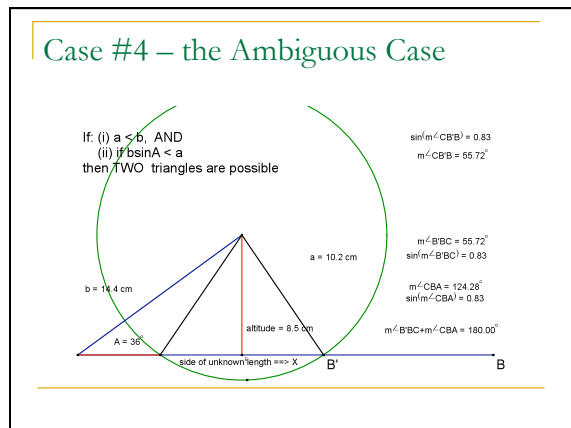 Case #4 – the Ambiguous Case
If: (i) a < b, AND
(ii) if bsinA < a
then TWO triangles are possible
sin(m∠CB'B) = 0.83
m∠CB'B = 55.72°
a = 10.2 cm
m∠B'BC = 55.72°
sin(m∠B'BC) = 0.83
b = 14.4 cm
m∠CBA = 124.28°
sin(m∠CBA) = 0.83
altitude = 8.5 cm
m∠B'BC+m∠CBA = 180.00°
A = 36°
side of unknown length ==> X
B'
B